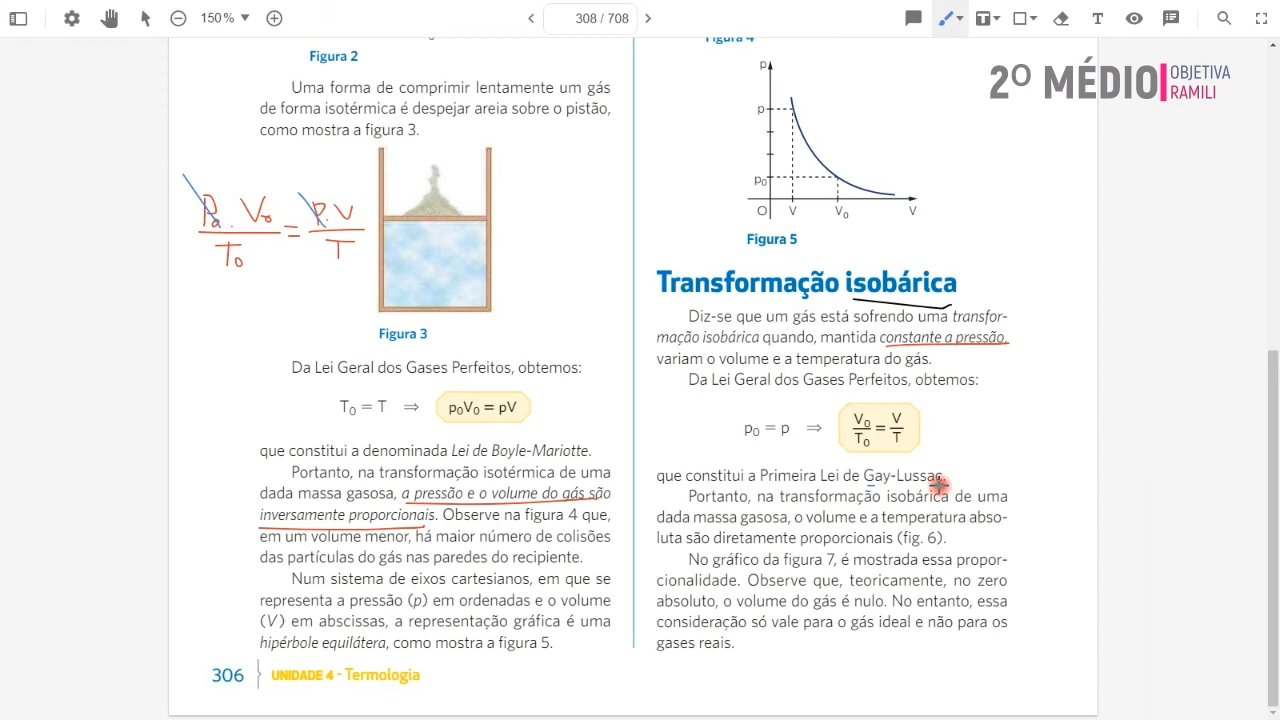 150 %
308 / 708
2º MÉDIO
OBJETIVA
RAMILI
Figura 2
Uma forma de comprimir lentamente um gás
de forma isotérmica é despejar areia sobre o pistão,
como mostra a figura 3.
P₀ . V₀ = P . V
T₀ T
Figura 3
Da Lei Geral dos Gases Perfeitos, obtemos:
T₀ = T ⇒ p₀V₀ = pV
que constitui a denominada Lei de Boyle-Mariotte.
Portanto, na transformação isotérmica de uma
dada massa gasosa, a pressão e o volume do gás são
inversamente proporcionais. Observe na figura 4 que,
em um volume menor, há maior número de colisões
das partículas do gás nas paredes do recipiente.
Num sistema de eixos cartesianos, em que se
representa a pressão (p) em ordenadas e o volume
(V) em abscissas, a representação gráfica é uma
hipérbole equilátera, como mostra a figura 5.
306 UNIDADE 4 - Termologia
Figura 4
p
p
p₀
O V V₀ V
Figura 5
Transformação isobárica
Diz-se que um gás está sofrendo uma transfor-
mação isobárica quando, mantida constante a pressão,
variam o volume e a temperatura do gás.
Da Lei Geral dos Gases Perfeitos, obtemos:
p₀ = p ⇒ V₀/T₀ = V/T
que constitui a Primeira Lei de Gay-Lussac.
Portanto, na transformação isobárica de uma
dada massa gasosa, o volume e a temperatura abso-
luta são diretamente proporcionais (fig. 6).
No gráfico da figura 7, é mostrada essa propor-
cionalidade. Observe que, teoricamente, no zero
absoluto, o volume do gás é nulo. No entanto, essa
consideração só vale para o gás ideal e não para os
gases reais.